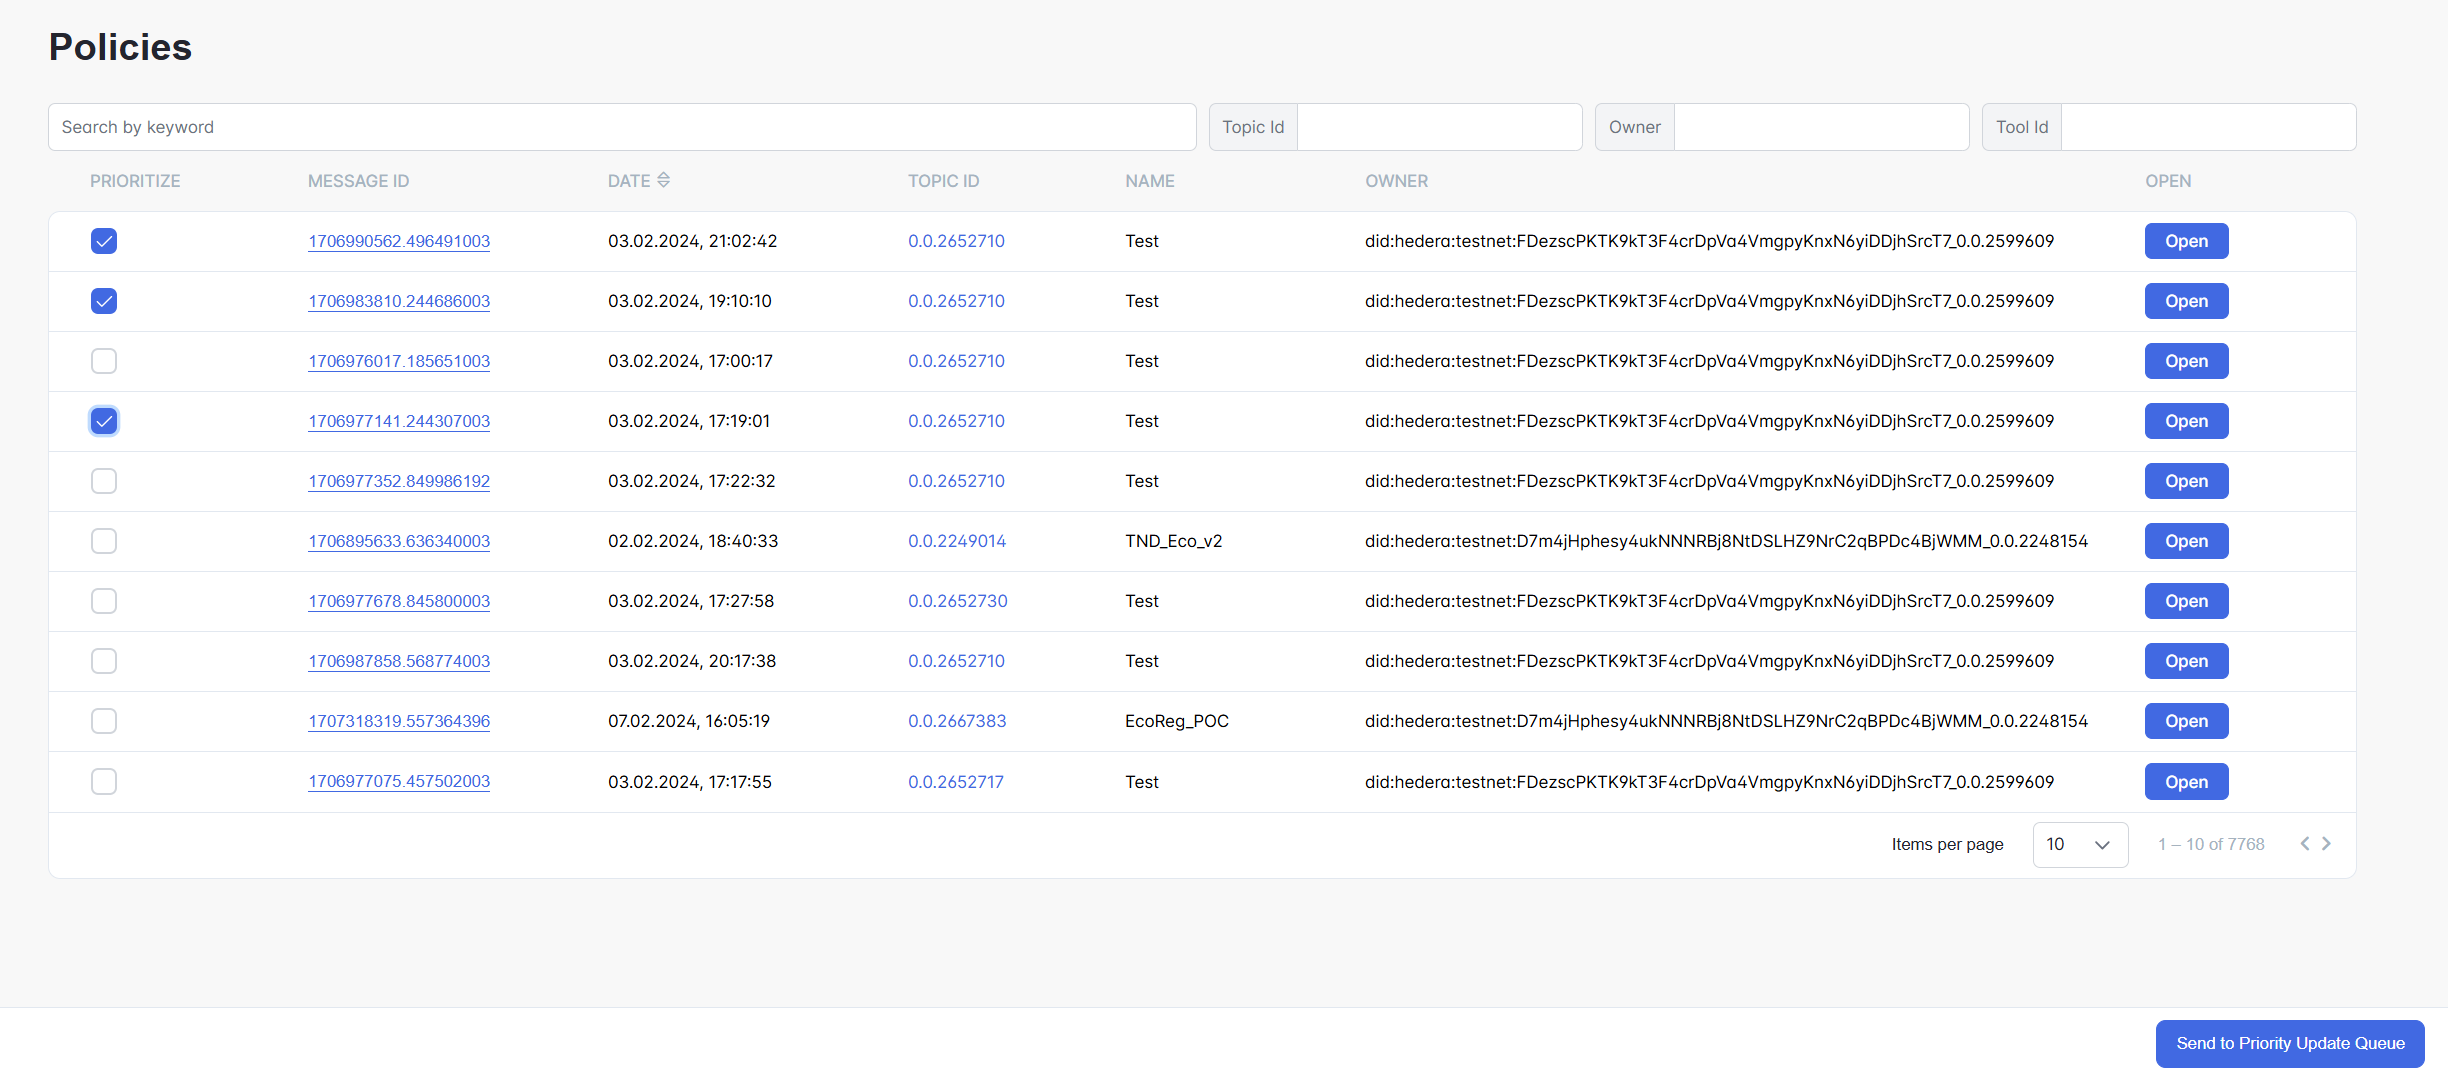 Policies
Search by keyword Topic Id Owner Tool Id
PRIORITIZE MESSAGE ID DATE TOPIC ID NAME OWNER OPEN
1706990562.496491003 03.02.2024, 21:02:42 0.0.2652710 Test did:hedera:testnet:FDezscPKTK9kT3F4crDpVa4VmgpyKnxN6yiDDjhSrcT7_0.0.2599609 Open
1706983810.244686003 03.02.2024, 19:10:10 0.0.2652710 Test did:hedera:testnet:FDezscPKTK9kT3F4crDpVa4VmgpyKnxN6yiDDjhSrcT7_0.0.2599609 Open
1706976017.185651003 03.02.2024, 17:00:17 0.0.2652710 Test did:hedera:testnet:FDezscPKTK9kT3F4crDpVa4VmgpyKnxN6yiDDjhSrcT7_0.0.2599609 Open
1706977141.244307003 03.02.2024, 17:19:01 0.0.2652710 Test did:hedera:testnet:FDezscPKTK9kT3F4crDpVa4VmgpyKnxN6yiDDjhSrcT7_0.0.2599609 Open
1706977352.849986192 03.02.2024, 17:22:32 0.0.2652710 Test did:hedera:testnet:FDezscPKTK9kT3F4crDpVa4VmgpyKnxN6yiDDjhSrcT7_0.0.2599609 Open
1706895633.636340003 02.02.2024, 18:40:33 0.0.2249014 TND_Eco_v2 did:hedera:testnet:D7m4jHphesy4ukNNNRBj8NtDSLHZ9NrC2qBPDc4BjWMM_0.0.2248154 Open
1706977678.845800003 03.02.2024, 17:27:58 0.0.2652730 Test did:hedera:testnet:FDezscPKTK9kT3F4crDpVa4VmgpyKnxN6yiDDjhSrcT7_0.0.2599609 Open
1706987858.568774003 03.02.2024, 20:17:38 0.0.2652710 Test did:hedera:testnet:FDezscPKTK9kT3F4crDpVa4VmgpyKnxN6yiDDjhSrcT7_0.0.2599609 Open
1707318319.557364396 07.02.2024, 16:05:19 0.0.2667383 EcoReg_POC did:hedera:testnet:D7m4jHphesy4ukNNNRBj8NtDSLHZ9NrC2qBPDc4BjWMM_0.0.2248154 Open
1706977075.457502003 03.02.2024, 17:17:55 0.0.2652717 Test did:hedera:testnet:FDezscPKTK9kT3F4crDpVa4VmgpyKnxN6yiDDjhSrcT7_0.0.2599609 Open
Items per page 10 1 – 10 of 7768
Send to Priority Update Queue